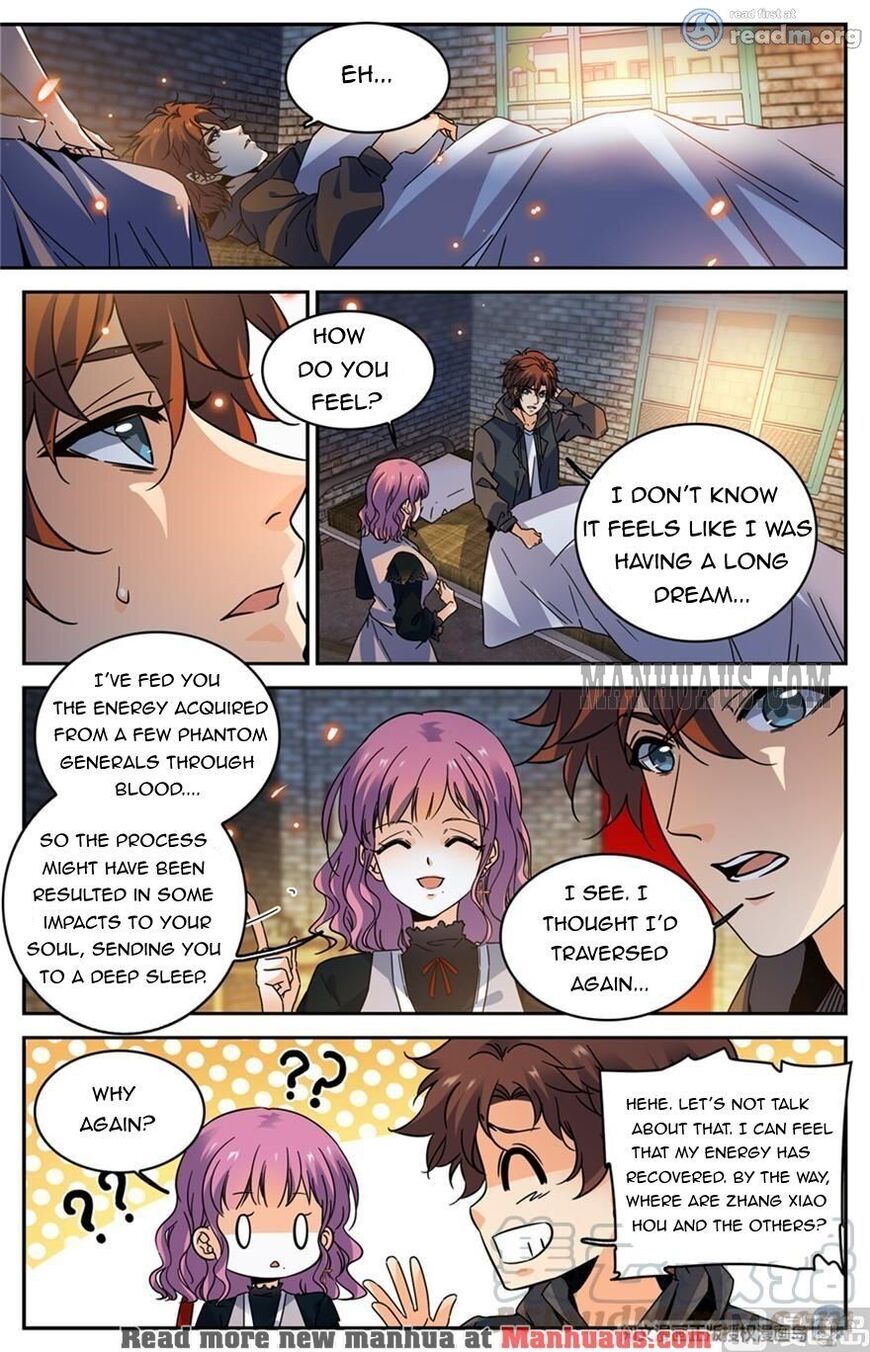 read first at
readm.org
EH...
HOW
DO YOU
FEEL?
I DON'T KNOW
IT FEELS LIKE I WAS
HAVING A LONG
DREAM...
MANHUAUS.COM
I'VE FED YOU
THE ENERGY ACQUIRED
FROM A FEW PHANTOM
GENERALS THROUGH
BLOOD....
SO THE PROCESS
MIGHT HAVE BEEN
RESULTED IN SOME
IMPACTS TO YOUR
SOUL, SENDING YOU
TO A DEEP SLEEP.
I SEE. I
THOUGHT I'D
TRAVERSED
AGAIN...
WHY
AGAIN?
??
??
HEHE. LET'S NOT TALK
ABOUT THAT. I CAN FEEL
THAT MY ENERGY HAS
RECOVERED. BY THE WAY,
WHERE ARE ZHANG XIAO
HOU AND THE OTHERS?
Read more new manhua at Manhuaus.com